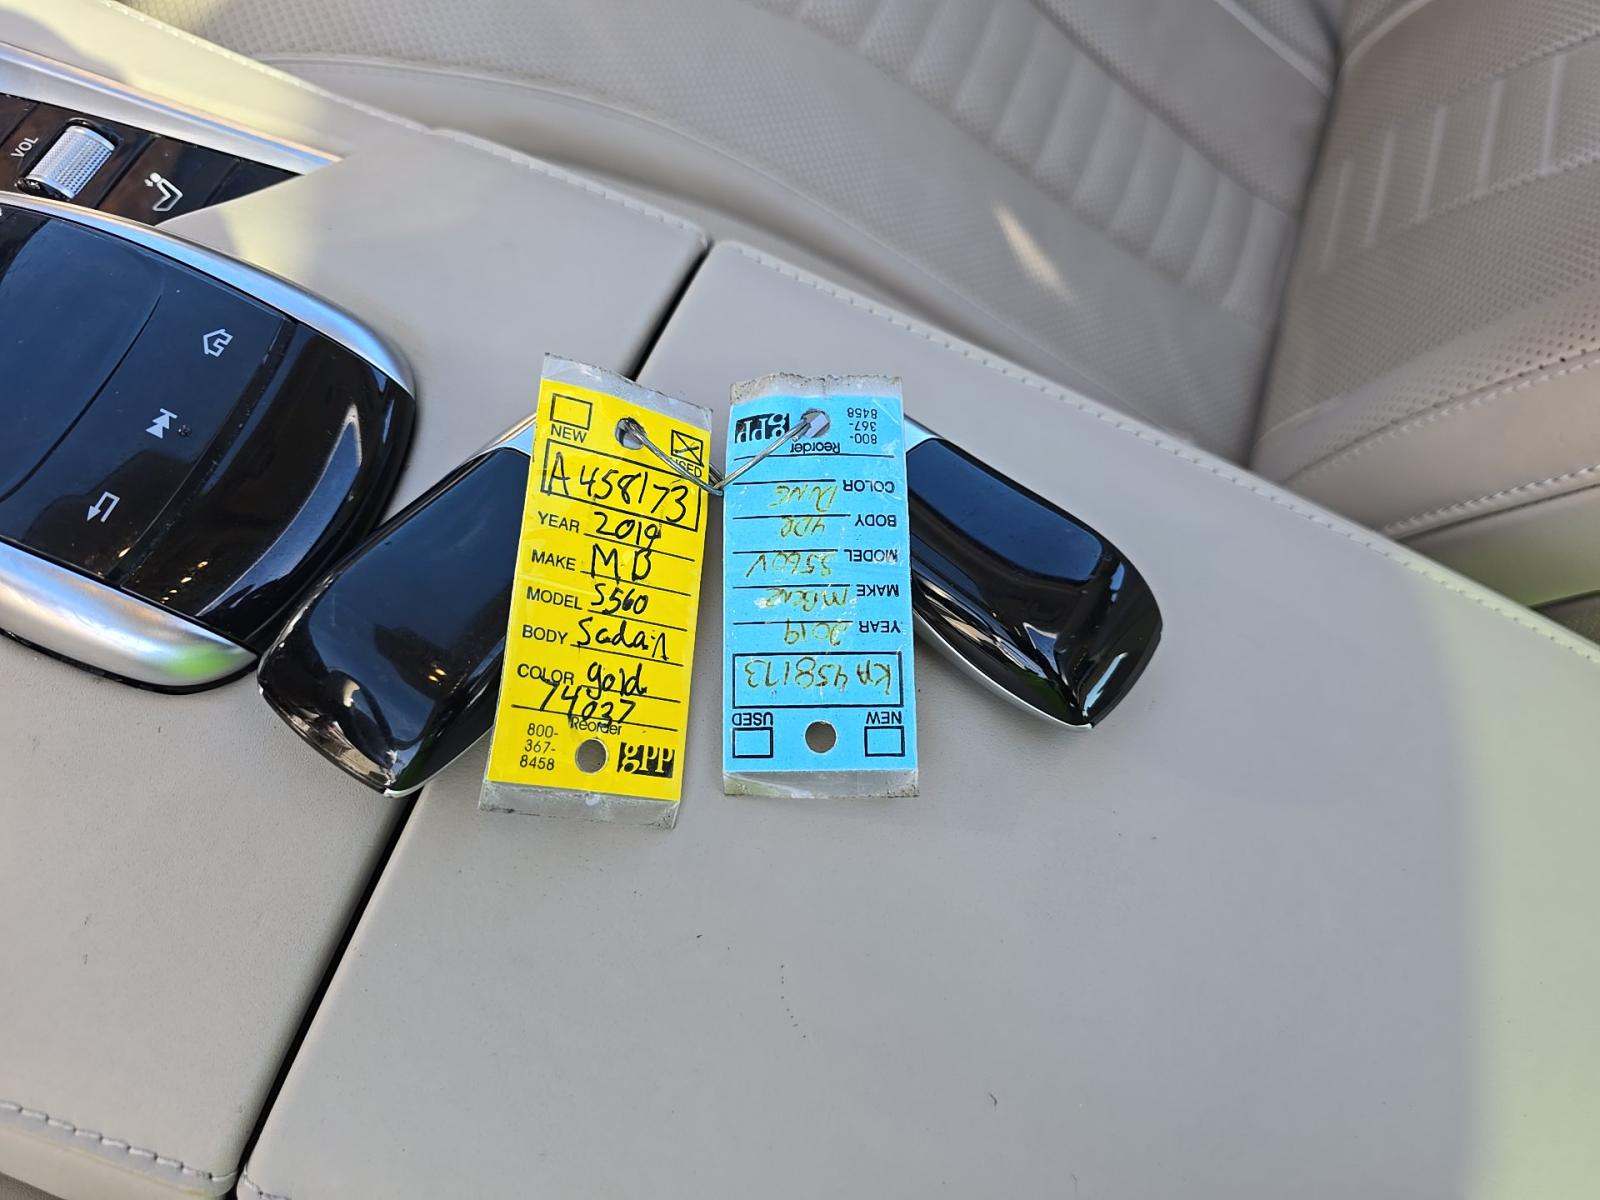 VOL
NEW
USED
A458173
YEAR 2019
MAKE MB
MODEL S560
BODY Sedan
COLOR gold
74037
Reorder
800-
367-
8458
gpp
NEW
USED
KA458173
YEAR 2019
MAKE MBenz
MODEL S560V
BODY 4DR
COLOR
Reorder
800-
367-
8458
gpp